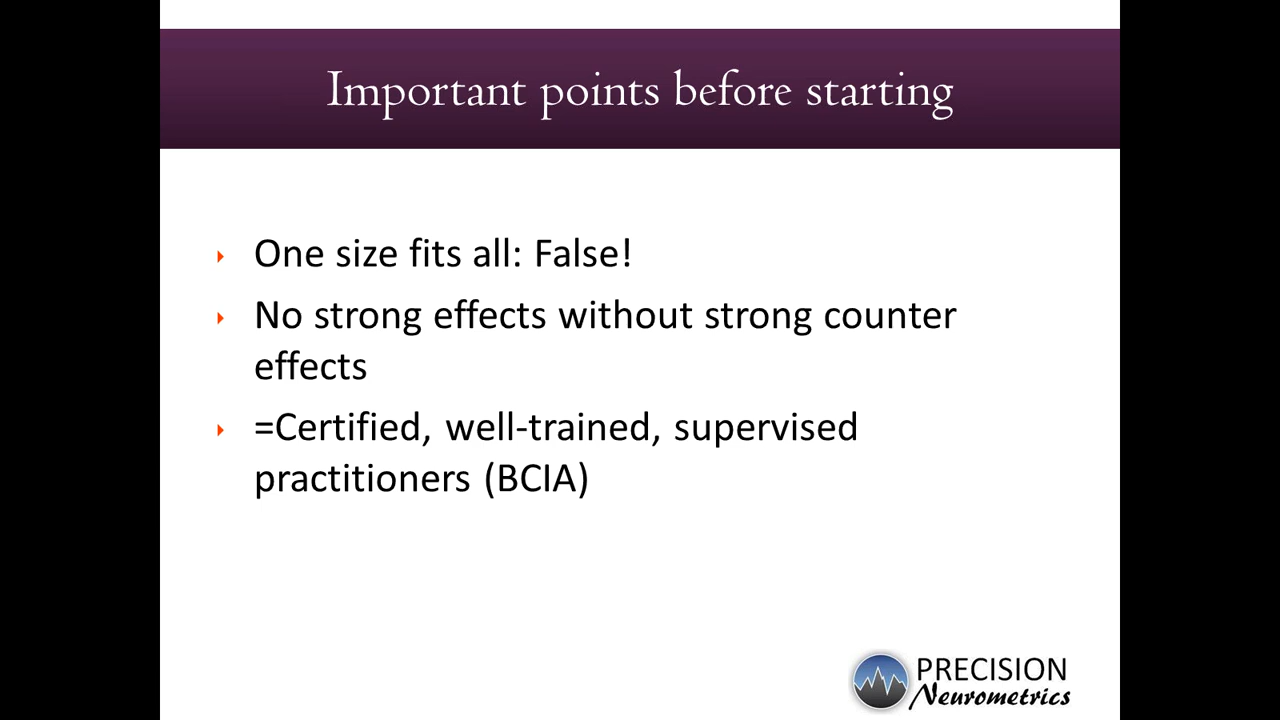 Important points before starting
One size fits all: False!
No strong effects without strong counter
effects
=Certified, well-trained, supervised
practitioners (BCIA)
PRECISION
Neurometrics